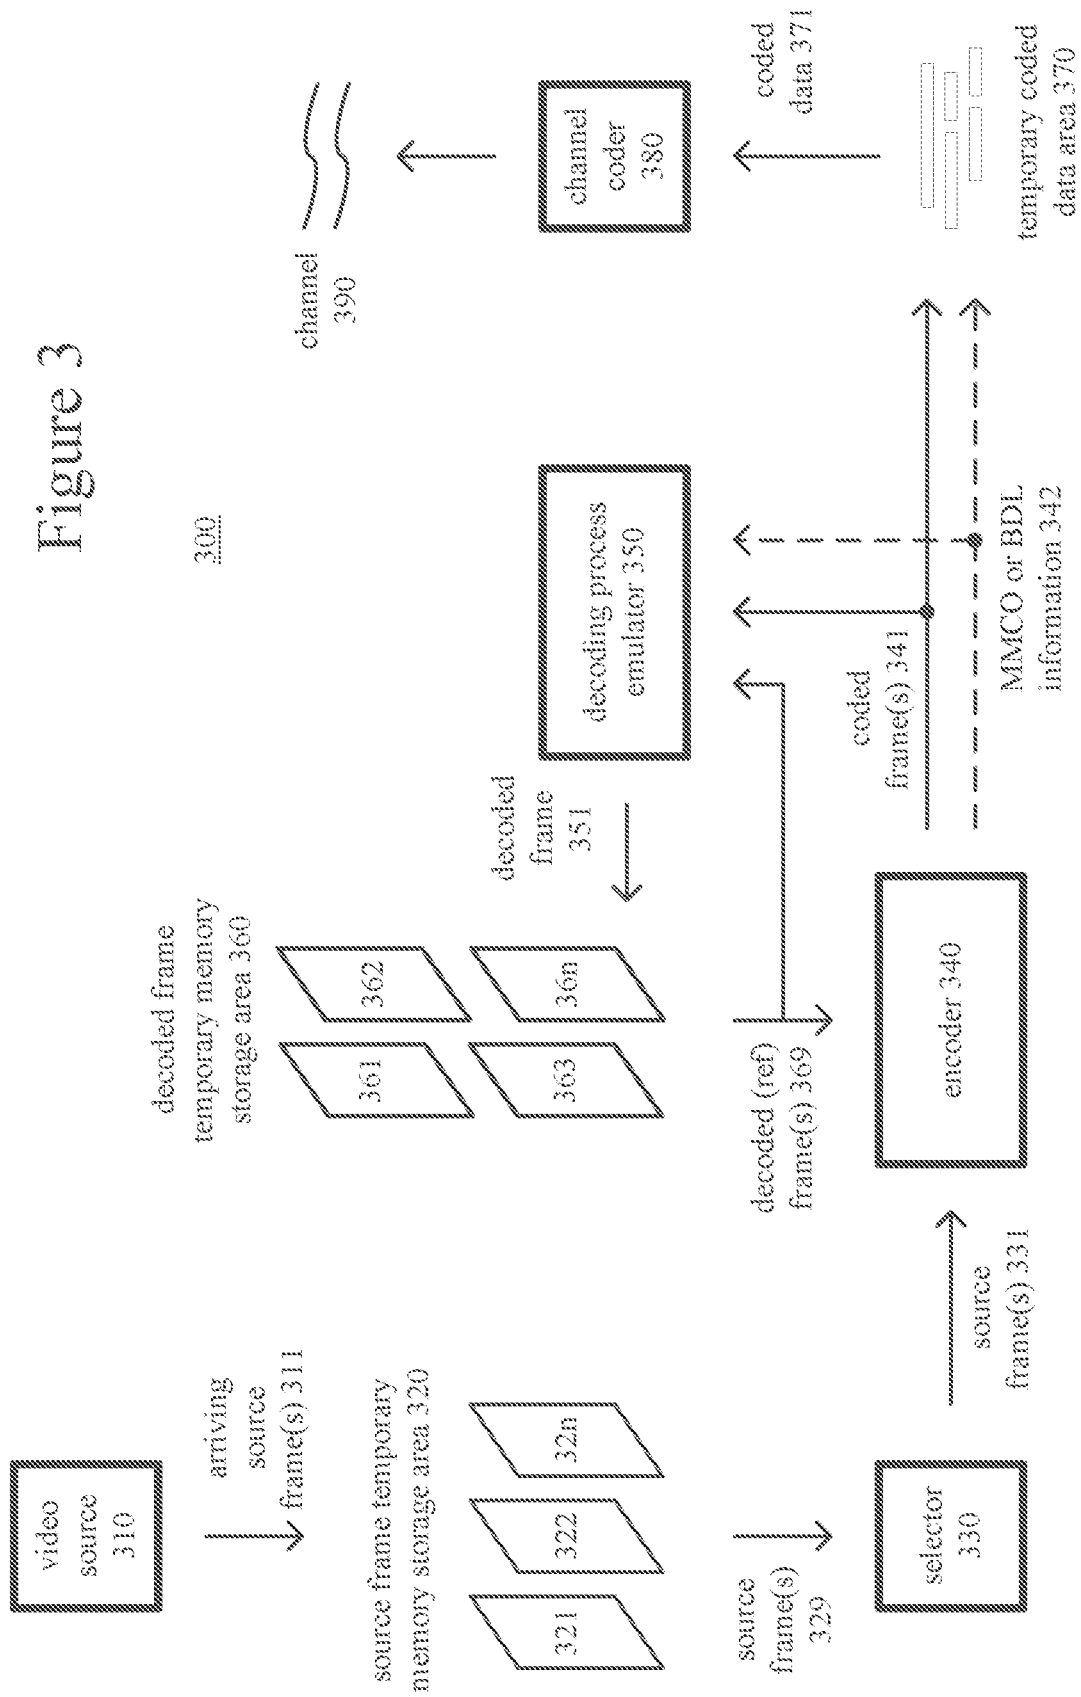 Figure 3
300
video
source
310
arriving
source
frame(s) 311
source frame temporary
memory storage area 320
321
322
32n
source
frame(s)
329
selector
330
source
frame(s) 331
decoded frame
temporary memory
storage area 360
361
362
363
36n
decoded
frame
351
decoded (ref)
frame(s) 369
encoder 340
decoding process
emulator 350
coded
frame(s) 341
MMCO or BDL
information 342
channel
390
channel
coder
380
coded
data 371
temporary coded
data area 370